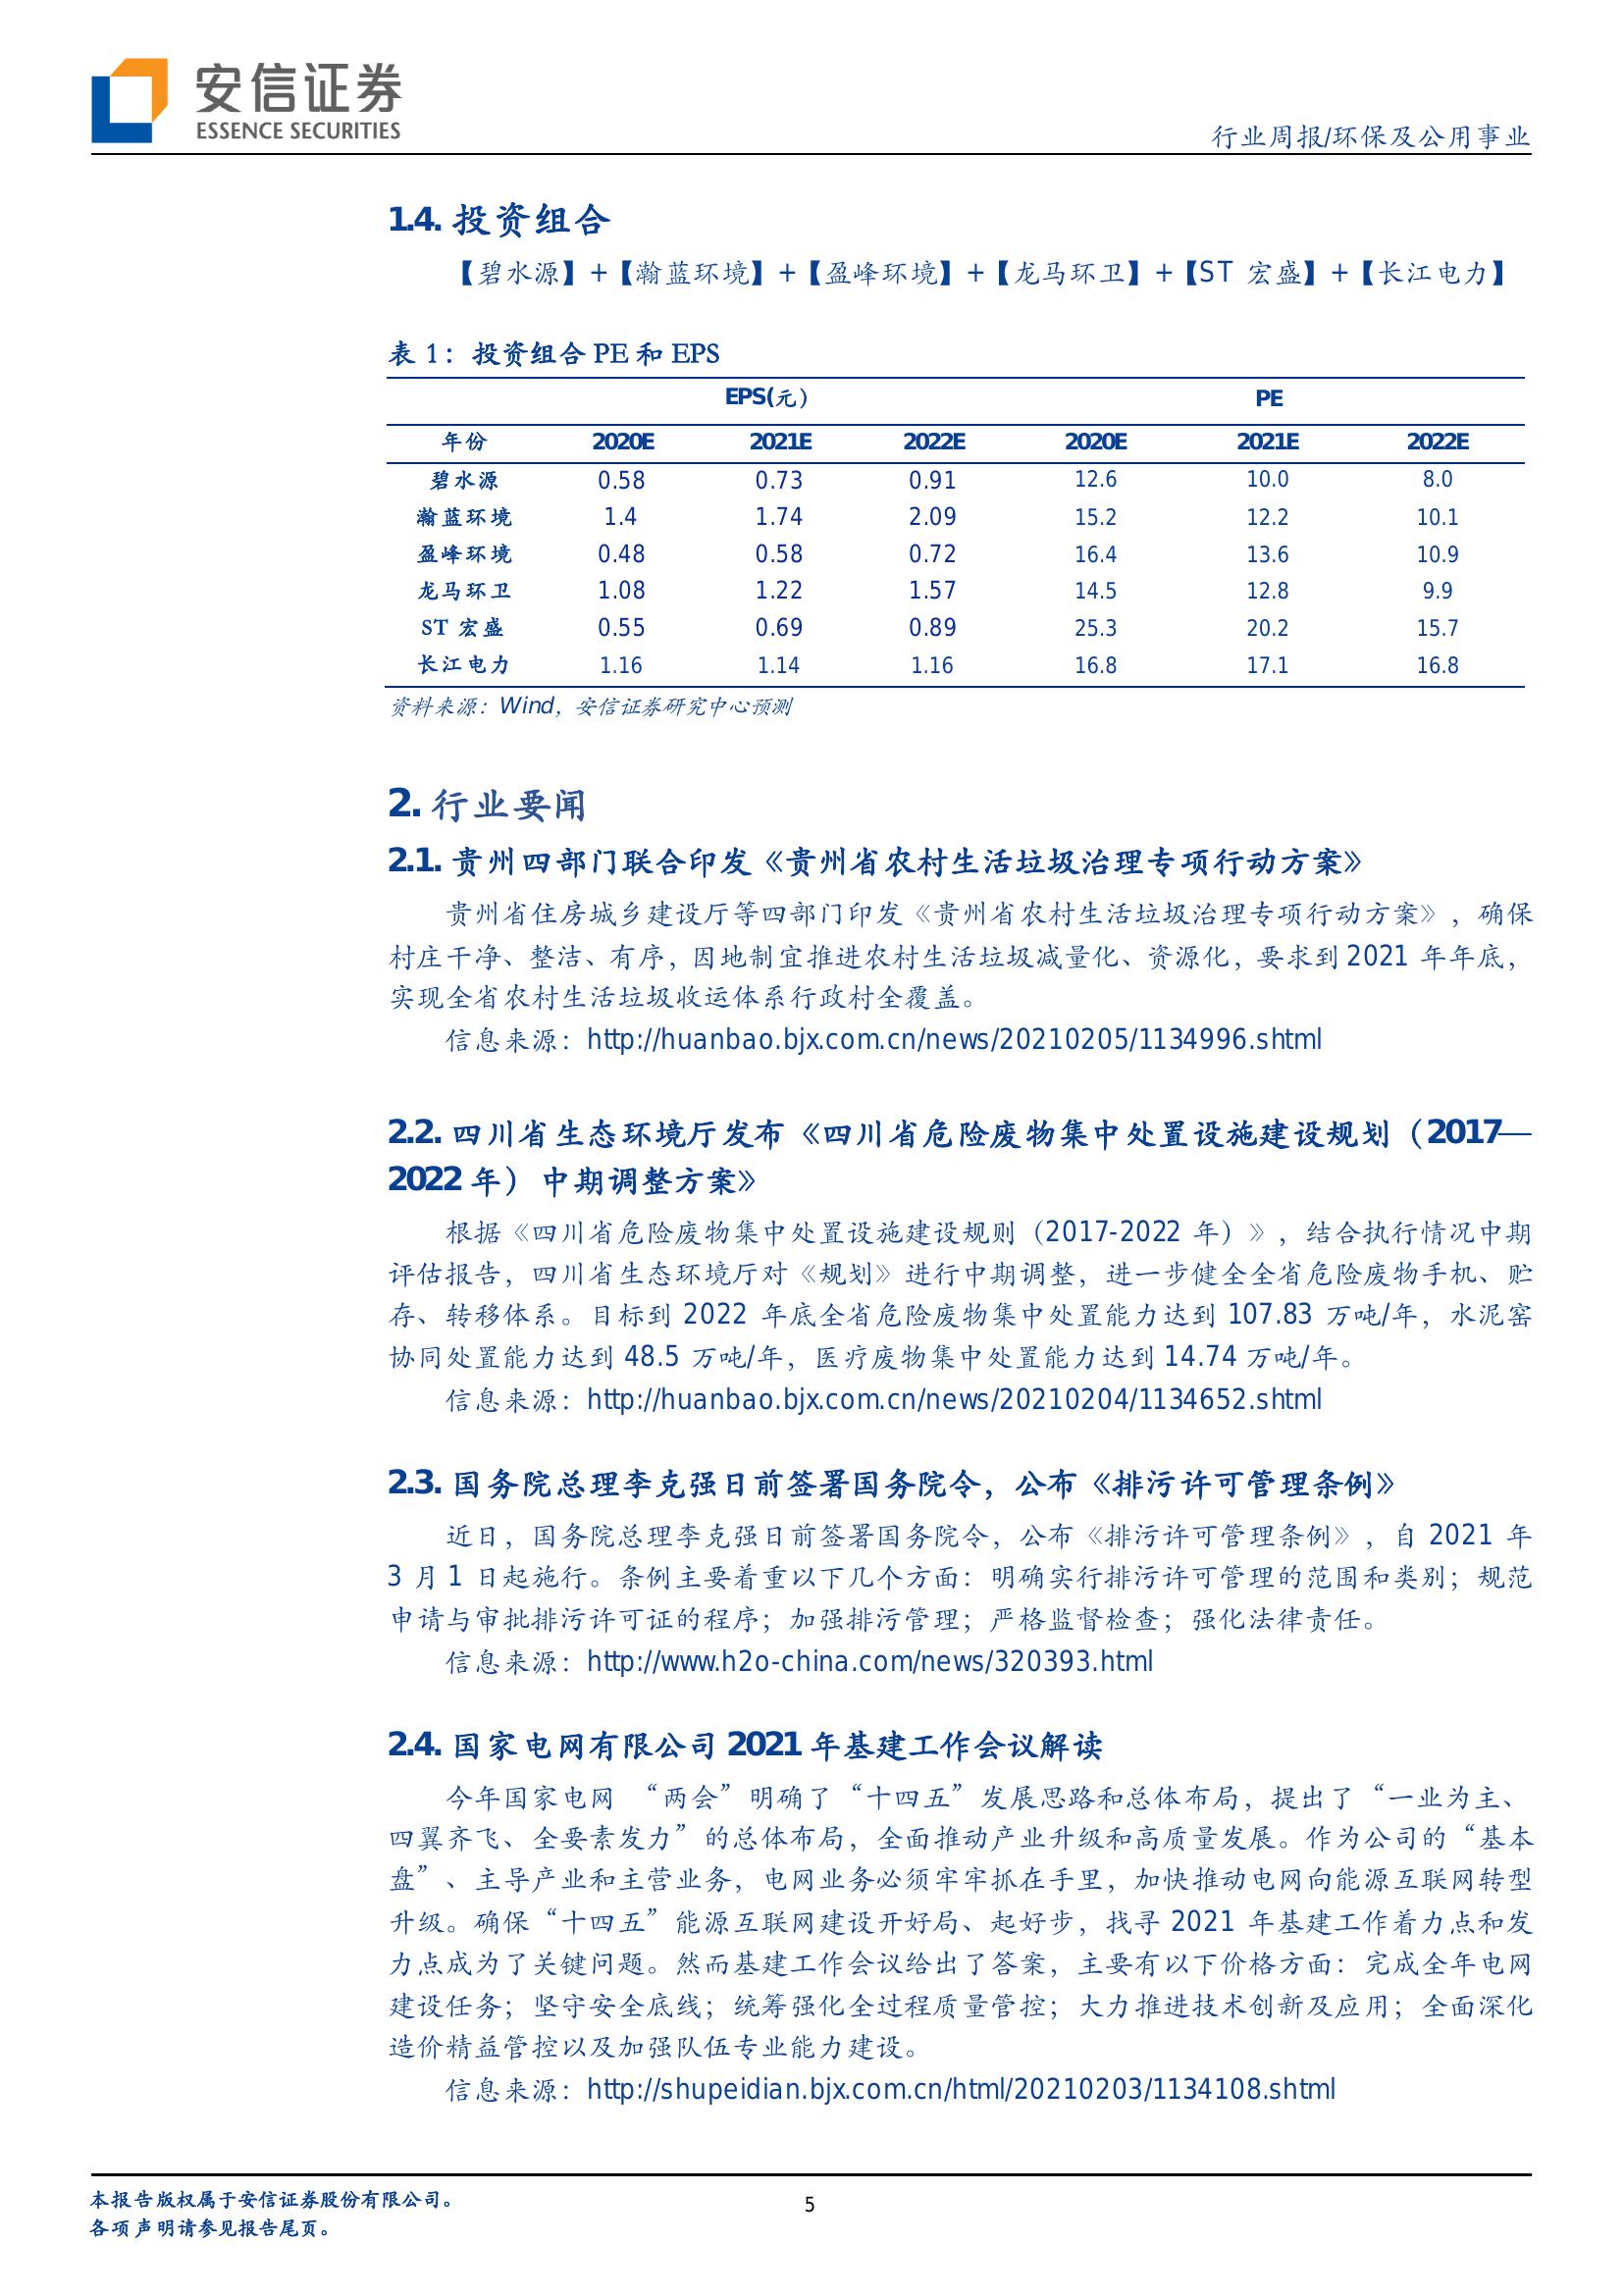 安信证券
ESSENCE SECURITIES
行业周报/环保及公用事业
1.4. 投资组合
【碧水源】+【瀚蓝环境】+【盈峰环境】+【龙马环卫】+【ST 宏盛】+【长江电力】
表 1：投资组合 PE 和 EPS
EPS(元) PE
年份 2020E 2021E 2022E 2020E 2021E 2022E
碧水源 0.58 0.73 0.91 12.6 10.0 8.0
瀚蓝环境 1.4 1.74 2.09 15.2 12.2 10.1
盈峰环境 0.48 0.58 0.72 16.4 13.6 10.9
龙马环卫 1.08 1.22 1.57 14.5 12.8 9.9
ST 宏盛 0.55 0.69 0.89 25.3 20.2 15.7
长江电力 1.16 1.14 1.16 16.8 17.1 16.8
资料来源：Wind，安信证券研究中心预测
2. 行业要闻
2.1. 贵州四部门联合印发《贵州省农村生活垃圾治理专项行动方案》
贵州省住房城乡建设厅等四部门印发《贵州省农村生活垃圾治理专项行动方案》，确保
村庄干净、整洁、有序，因地制宜推进农村生活垃圾减量化、资源化，要求到 2021 年年底，
实现全省农村生活垃圾收运体系行政村全覆盖。
信息来源：http://huanbao.bjx.com.cn/news/20210205/1134996.shtml
2.2. 四川省生态环境厅发布《四川省危险废物集中处置设施建设规划（2017—
2022 年）中期调整方案》
根据《四川省危险废物集中处置设施建设规则（2017-2022 年）》，结合执行情况中期
评估报告，四川省生态环境厅对《规划》进行中期调整，进一步健全全省危险废物手机、贮
存、转移体系。目标到 2022 年底全省危险废物集中处置能力达到 107.83 万吨/年，水泥窑
协同处置能力达到 48.5 万吨/年，医疗废物集中处置能力达到 14.74 万吨/年。
信息来源：http://huanbao.bjx.com.cn/news/20210204/1134652.shtml
2.3. 国务院总理李克强日前签署国务院令，公布《排污许可管理条例》
近日，国务院总理李克强日前签署国务院令，公布《排污许可管理条例》，自 2021 年
3 月 1 日起施行。条例主要着重以下几个方面：明确实行排污许可管理的范围和类别；规范
申请与审批排污许可证的程序；加强排污管理；严格监督检查；强化法律责任。
信息来源：http://www.h2o-china.com/news/320393.html
2.4. 国家电网有限公司 2021 年基建工作会议解读
今年国家电网 “两会”明确了“十四五”发展思路和总体布局，提出了“一业为主、
四翼齐飞、全要素发力”的总体布局，全面推动产业升级和高质量发展。作为公司的“基本
盘”、主导产业和主营业务，电网业务必须牢牢抓在手里，加快推动电网向能源互联网转型
升级。确保“十四五”能源互联网建设开好局、起好步，找寻 2021 年基建工作着力点和发
力点成为了关键问题。然而基建工作会议给出了答案，主要有以下价格方面：完成全年电网
建设任务；坚守安全底线；统筹强化全过程质量管控；大力推进技术创新及应用；全面深化
造价精益管控以及加强队伍专业能力建设。
信息来源：http://shupeidian.bjx.com.cn/html/20210203/1134108.shtml
本报告版权属于安信证券股份有限公司。
各项声明请参见报告尾页。
5